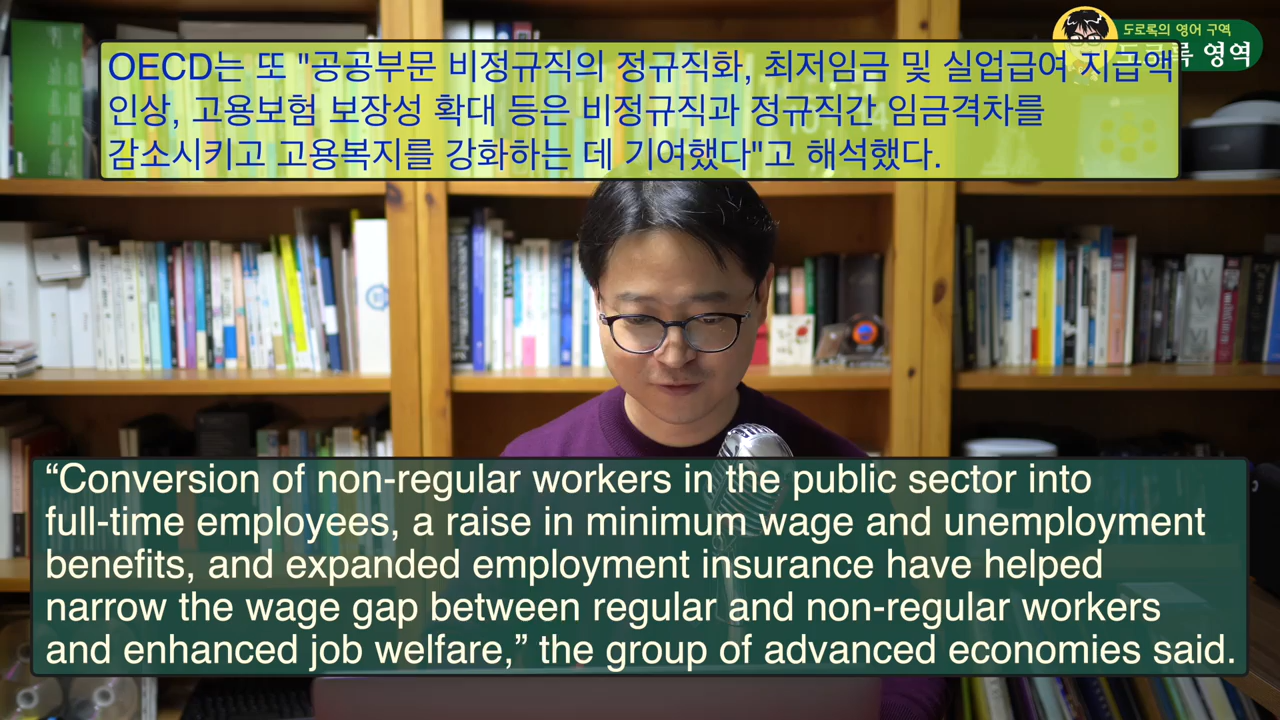 도로록의 영어 구역
도로록 영역
OECD는 또 "공공부문 비정규직의 정규직화, 최저임금 및 실업급여 지급액
인상, 고용보험 보장성 확대 등은 비정규직과 정규직간 임금격차를
감소시키고 고용복지를 강화하는 데 기여했다"고 해석했다.
“Conversion of non-regular workers in the public sector into
full-time employees, a raise in minimum wage and unemployment
benefits, and expanded employment insurance have helped
narrow the wage gap between regular and non-regular workers
and enhanced job welfare,” the group of advanced economies said.